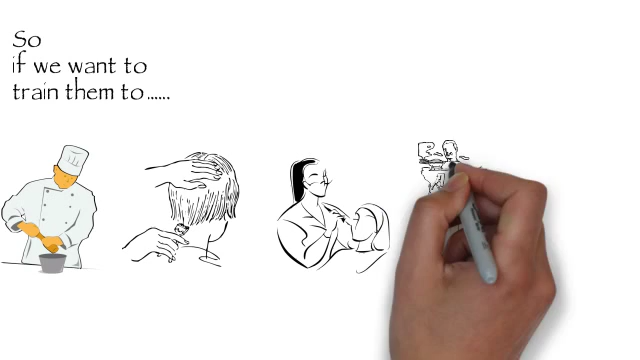 So
if we want to
train them to......